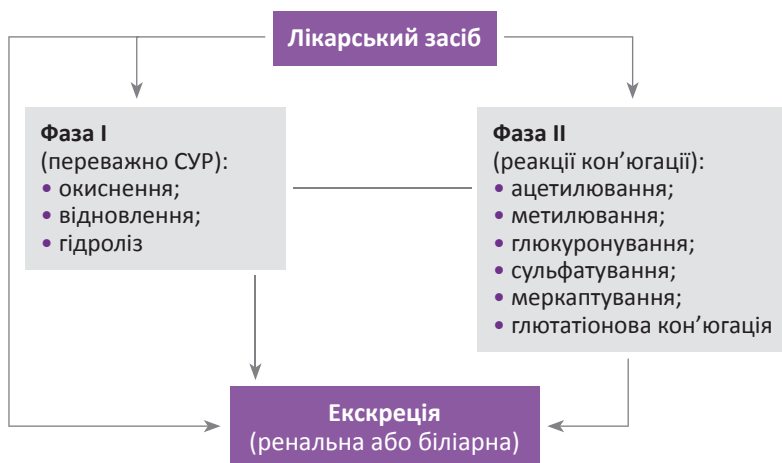 Лікарський засіб
Фаза I
(переважно CYP):
• окиснення;
• відновлення;
• гідроліз
Фаза II
(реакції кон’югації):
• ацетилювання;
• метилювання;
• глюкуронування;
• сульфатування;
• меркаптування;
• глютатіонова кон’югація
Екскреція
(ренальна або біліарна)